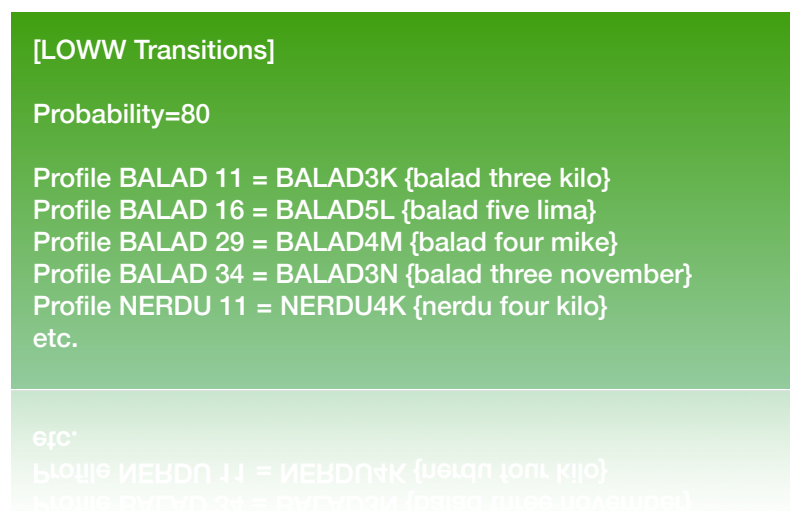 [LOWW Transitions]
Probability=80
Profile BALAD 11 = BALAD3K {balad three kilo}
Profile BALAD 16 = BALAD5L {balad five lima}
Profile BALAD 29 = BALAD4M {balad four mike}
Profile BALAD 34 = BALAD3N {balad three november}
Profile NERDU 11 = NERDU4K {nerdu four kilo}
etc.